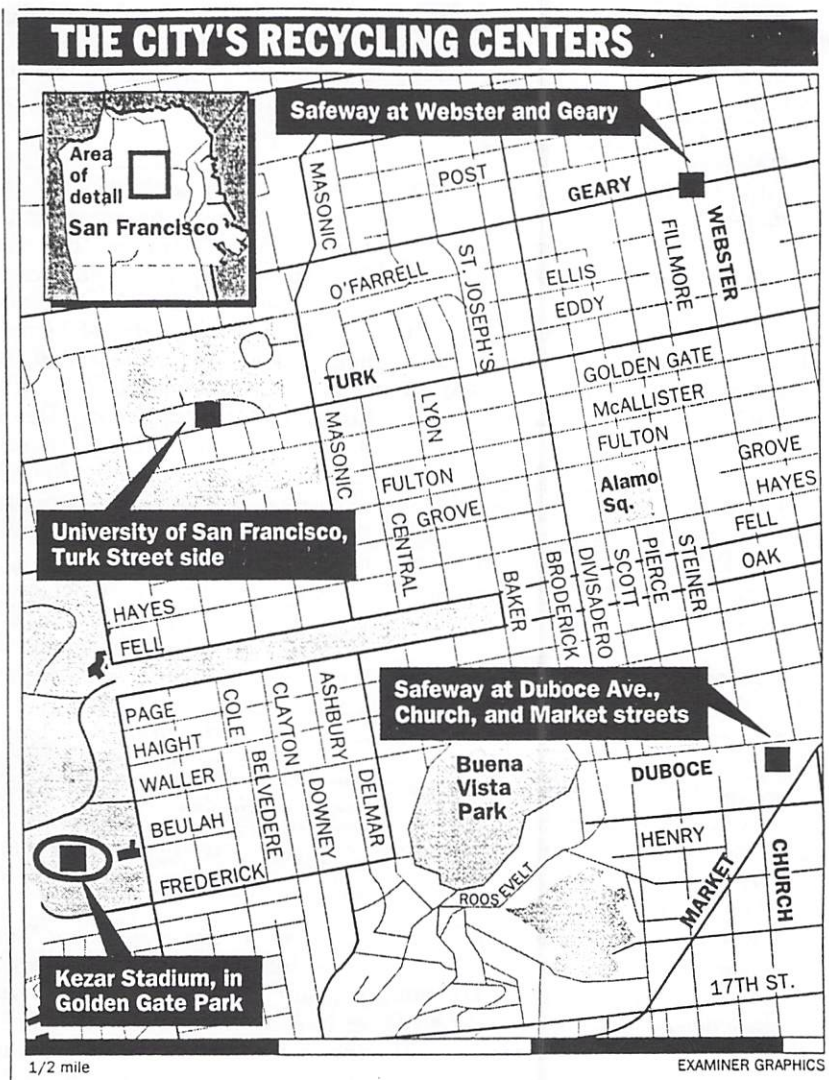 THE CITY'S RECYCLING CENTERS
Safeway at Webster and Geary
Area
of
detail
San Francisco
MASONIC
POST
GEARY
WEBSTER
FILLMORE
ST. JOSEPH'S
O'FARRELL
ELLIS
EDDY
TURK
GOLDEN GATE
McALLISTER
FULTON
LYON
MASONIC
FULTON
GROVE
CENTRAL
Alamo
Sq.
GROVE
HAYES
FELL
OAK
University of San Francisco,
Turk Street side
BAKER
BRODERICK
DIVISADERO
SCOTT
PIERCE
STEINER
HAYES
FELL
Safeway at Duboce Ave.,
Church, and Market streets
PAGE
HAIGHT
WALLER
BEULAH
FREDERICK
COLE
BELVEDERE
CLAYTON
DOWNEY
ASHBURY
DELMAR
Buena
Vista
Park
DUBOCE
HENRY
MARKET
CHURCH
ROOSEVELT
17TH ST.
Kezar Stadium, in
Golden Gate Park
1/2 mile
EXAMINER GRAPHICS